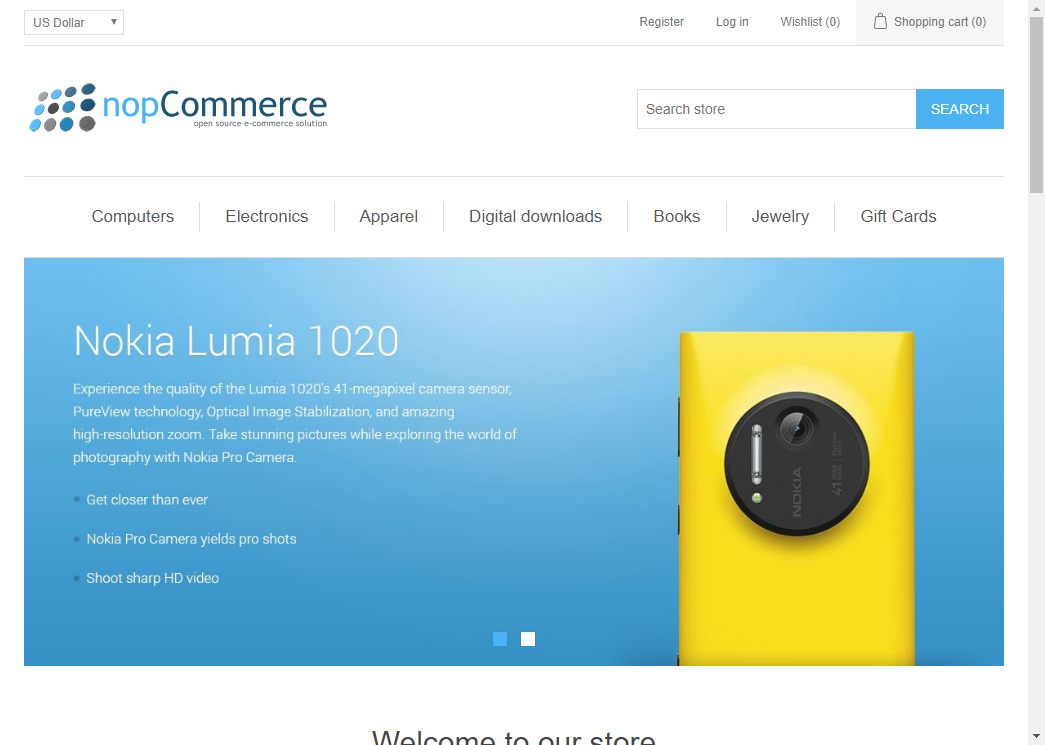 US Dollar
Register
Log in
Wishlist (0)
Shopping cart (0)
nopCommerce
open source e-commerce solution
Search store
SEARCH
Computers
Electronics
Apparel
Digital downloads
Books
Jewelry
Gift Cards
Nokia Lumia 1020
Experience the quality of the Lumia 1020's 41-megapixel camera sensor,
PureView technology, Optical Image Stabilization, and amazing
high-resolution zoom. Take stunning pictures while exploring the world of
photography with Nokia Pro Camera.
Get closer than ever
Nokia Pro Camera yields pro shots
Shoot sharp HD video
NOKIA
41
Welcome to our store